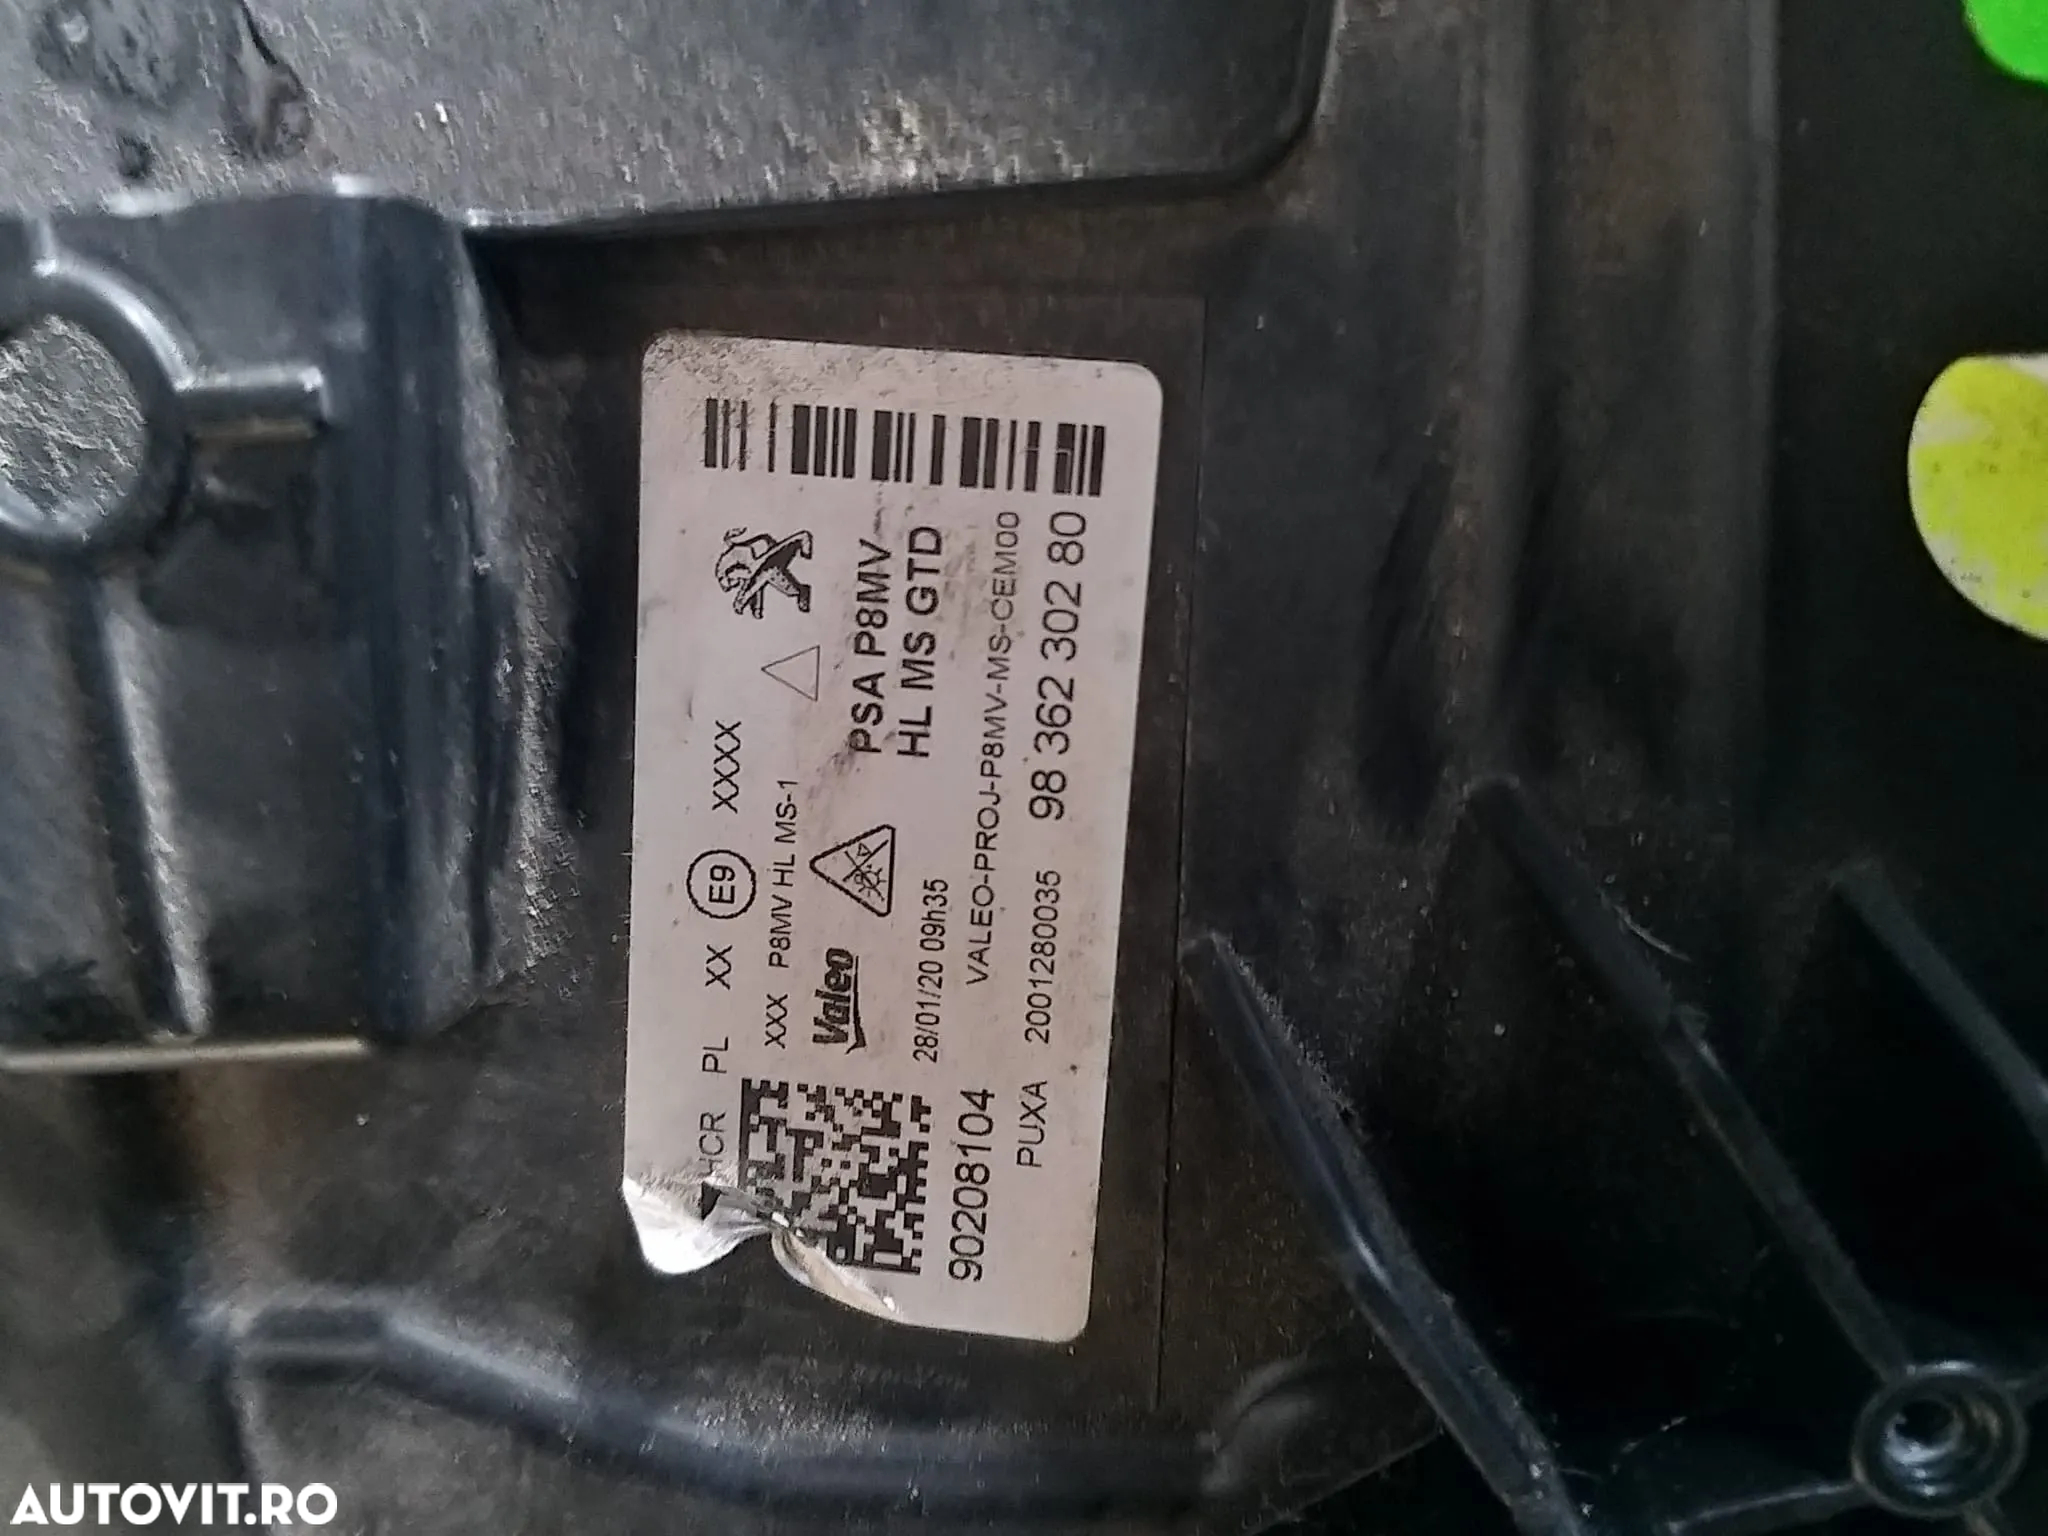 HCR PL XX E9 XXXX
XXX P8MV HL MS-1
Valeo
PSA P8MV
HL MS GTD
28/01/20 09h35
90208104
VALEO-PROJ-P8MV-MS-CEM00
PUXA 2001280035 98 362 302 80
AUTOVIT.RO